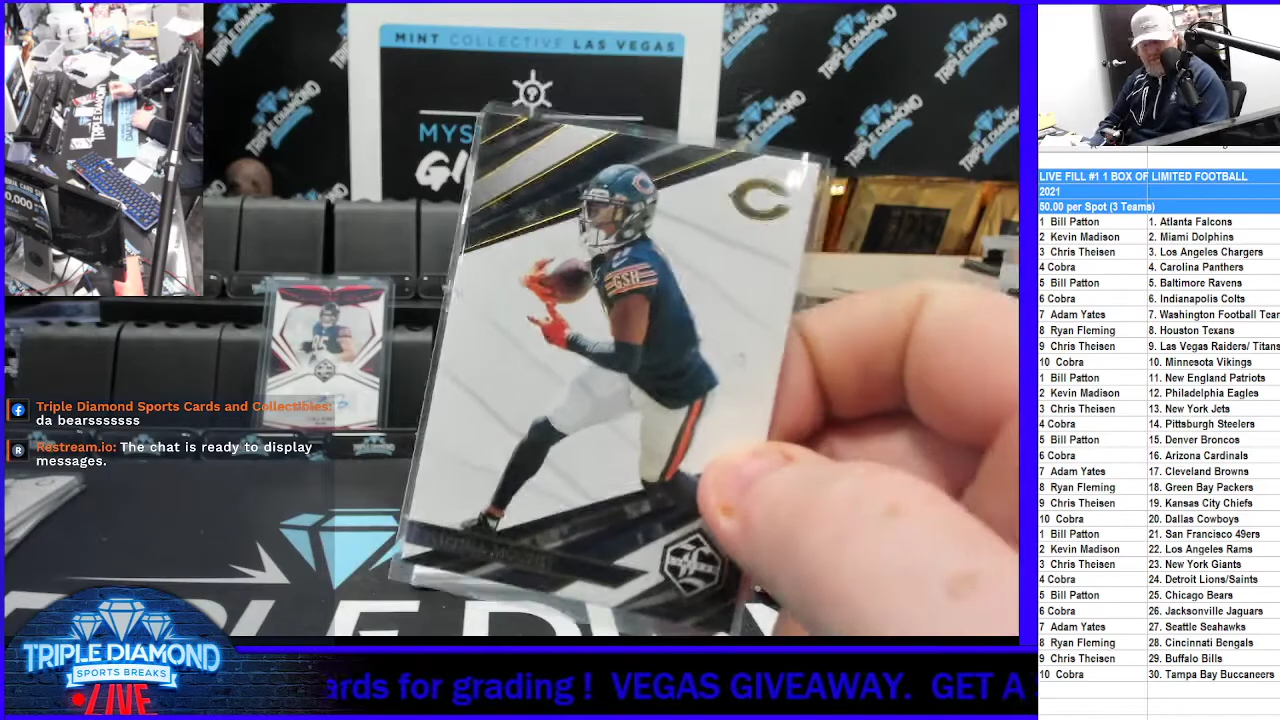 MINT COLLECTIVE LAS VEGAS
MYS
GI
TRIPLE DIAMOND
TRIPLE DIAMOND
TRIPLE DIAMOND
TRIPLE DIAMOND
TRIPLE DIAMOND
GSH
Triple Diamond Sports Cards and Collectibles:
da bearsssssss
Restream.io: The chat is ready to display
messages.
TRIPLE DIAMOND
SPORTS BREAKS
LIVE
ards for grading ! VEGAS GIVEAWAY.
LIVE FILL #1 1 BOX OF LIMITED FOOTBALL
2021
50.00 per Spot (3 Teams)
1 Bill Patton 1. Atlanta Falcons
2 Kevin Madison 2. Miami Dolphins
3 Chris Theisen 3. Los Angeles Chargers
4 Cobra 4. Carolina Panthers
5 Bill Patton 5. Baltimore Ravens
6 Cobra 6. Indianapolis Colts
7 Adam Yates 7. Washington Football Tear
8 Ryan Fleming 8. Houston Texans
9 Chris Theisen 9. Las Vegas Raiders/ Titans
10 Cobra 10. Minnesota Vikings
1 Bill Patton 11. New England Patriots
2 Kevin Madison 12. Philadelphia Eagles
3 Chris Theisen 13. New York Jets
4 Cobra 14. Pittsburgh Steelers
5 Bill Patton 15. Denver Broncos
6 Cobra 16. Arizona Cardinals
7 Adam Yates 17. Cleveland Browns
8 Ryan Fleming 18. Green Bay Packers
9 Chris Theisen 19. Kansas City Chiefs
10 Cobra 20. Dallas Cowboys
1 Bill Patton 21. San Francisco 49ers
2 Kevin Madison 22. Los Angeles Rams
3 Chris Theisen 23. New York Giants
4 Cobra 24. Detroit Lions/Saints
5 Bill Patton 25. Chicago Bears
6 Cobra 26. Jacksonville Jaguars
7 Adam Yates 27. Seattle Seahawks
8 Ryan Fleming 28. Cincinnati Bengals
9 Chris Theisen 29. Buffalo Bills
10 Cobra 30. Tampa Bay Buccaneers